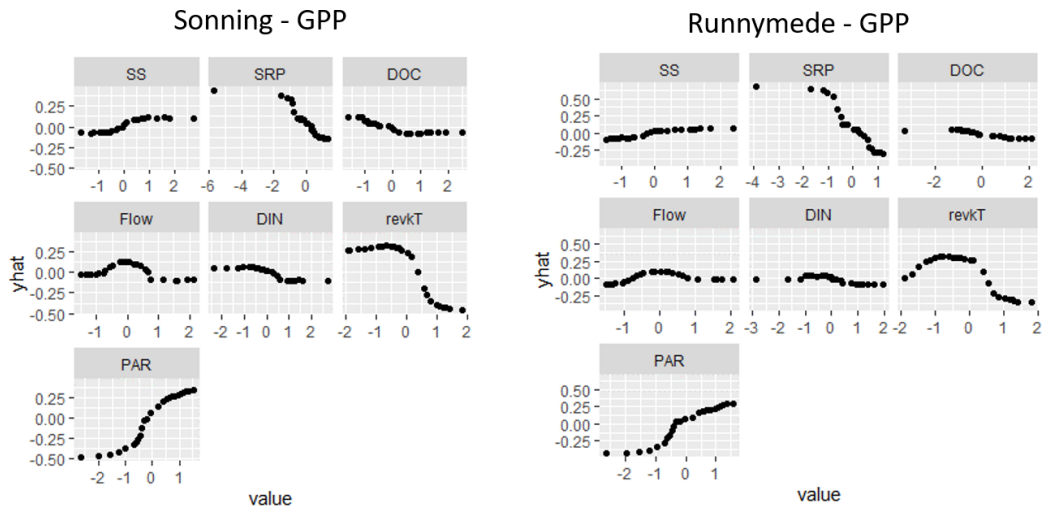 Sonning - GPP
SS SRP DOC
0.25
0.00
-0.25
-0.50
-1 0 1 2 -6 -3 0 -1 0 1 2
Flow DIN revkT
0.25
0.00
-0.25
-0.50
-1 0 1 2 -2 -1 0 1 2 -2 -1 0 1 2
PAR
0.25
0.00
-0.25
-0.50
-2 -1 0 1
yhat
value
Runnymede - GPP
SS SRP DOC
0.50
0.25
0.00
-0.25
-1 0 1 2 -4 -3 -2 -1 0 1 -2 0 2
Flow DIN revkT
0.50
0.25
0.00
-0.25
-1 0 1 2 -3 -2 -1 0 1 2 -2 -1 0 1 2
PAR
0.50
0.25
0.00
-0.25
-2 -1 0 1
yhat
value